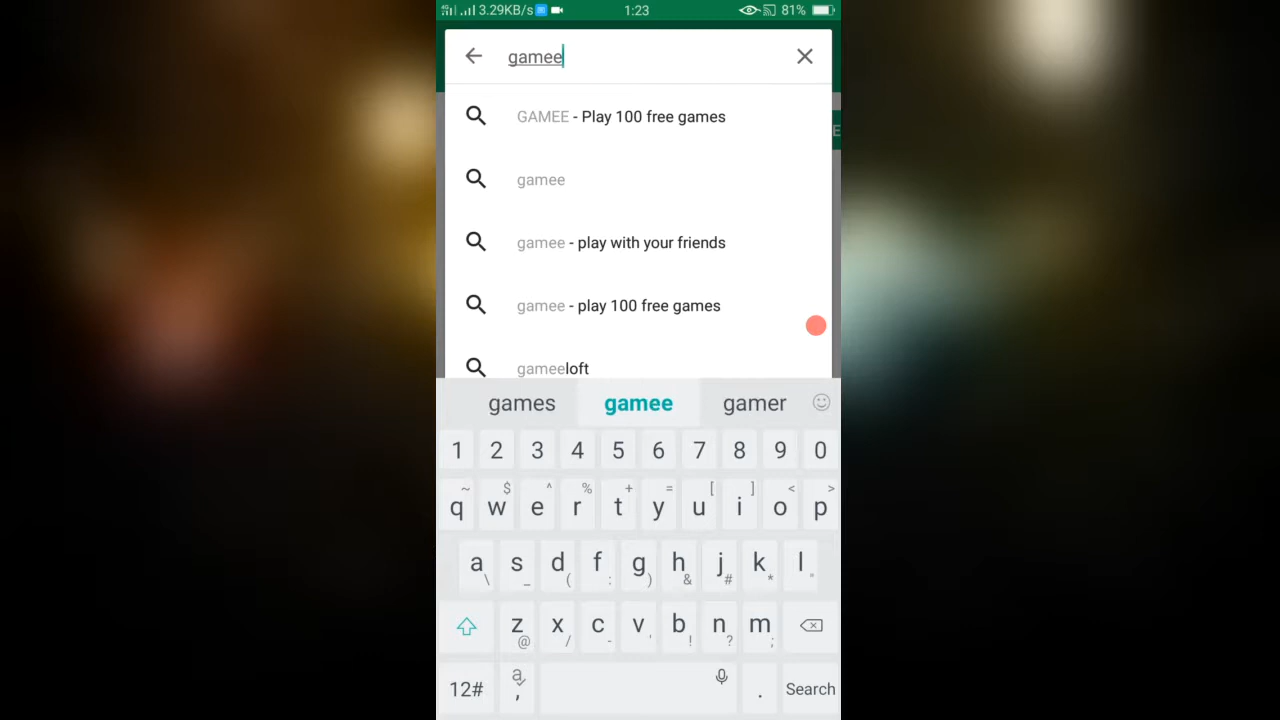 3.29KB/s 1:23 81%
gamee
GAMEE - Play 100 free games
gamee
gamee - play with your friends
gamee - play 100 free games
gameeloft
games gamee gamer
1 2 3 4 5 6 7 8 9 0
~ $ ^ % + = [ ] < >
q w e r t y u i o p
a s d f g h j k l
\ _ ( : ) & # * "
z x c v b n m
@ / - ' ! ? ;
12# a , . Search